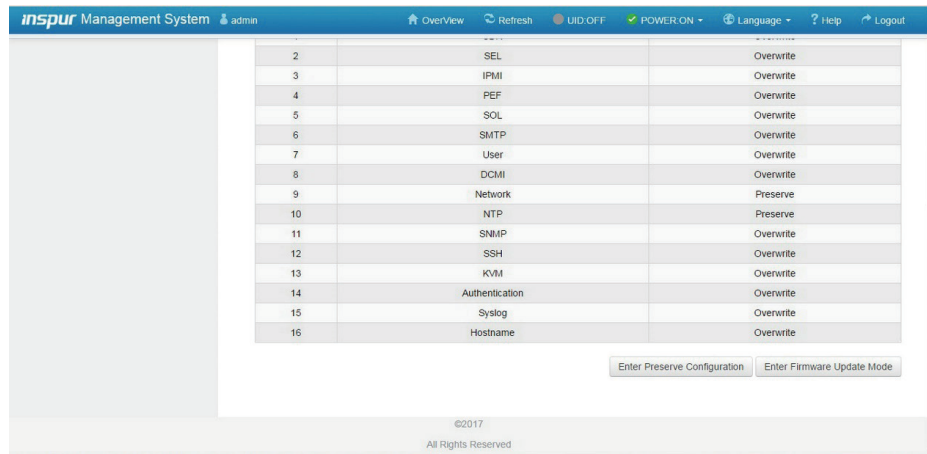 inspur Management System admin OverView Refresh UID:OFF POWER:ON Language ? Help Logout
2 SEL Overwrite
3 IPMI Overwrite
4 PEF Overwrite
5 SOL Overwrite
6 SMTP Overwrite
7 User Overwrite
8 DCMI Overwrite
9 Network Preserve
10 NTP Preserve
11 SNMP Overwrite
12 SSH Overwrite
13 KVM Overwrite
14 Authentication Overwrite
15 Syslog Overwrite
16 Hostname Overwrite
Enter Preserve Configuration Enter Firmware Update Mode
©2017
All Rights Reserved